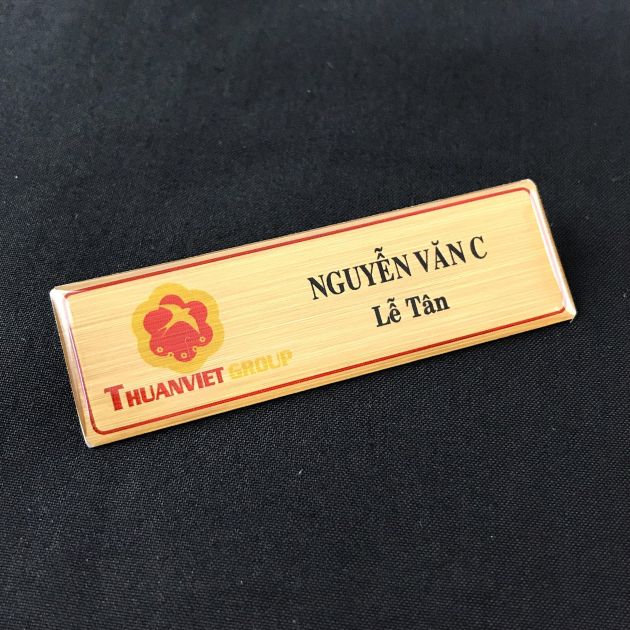 NGUYỄN VĂN C
Lễ Tân
THUANVIET GROUP